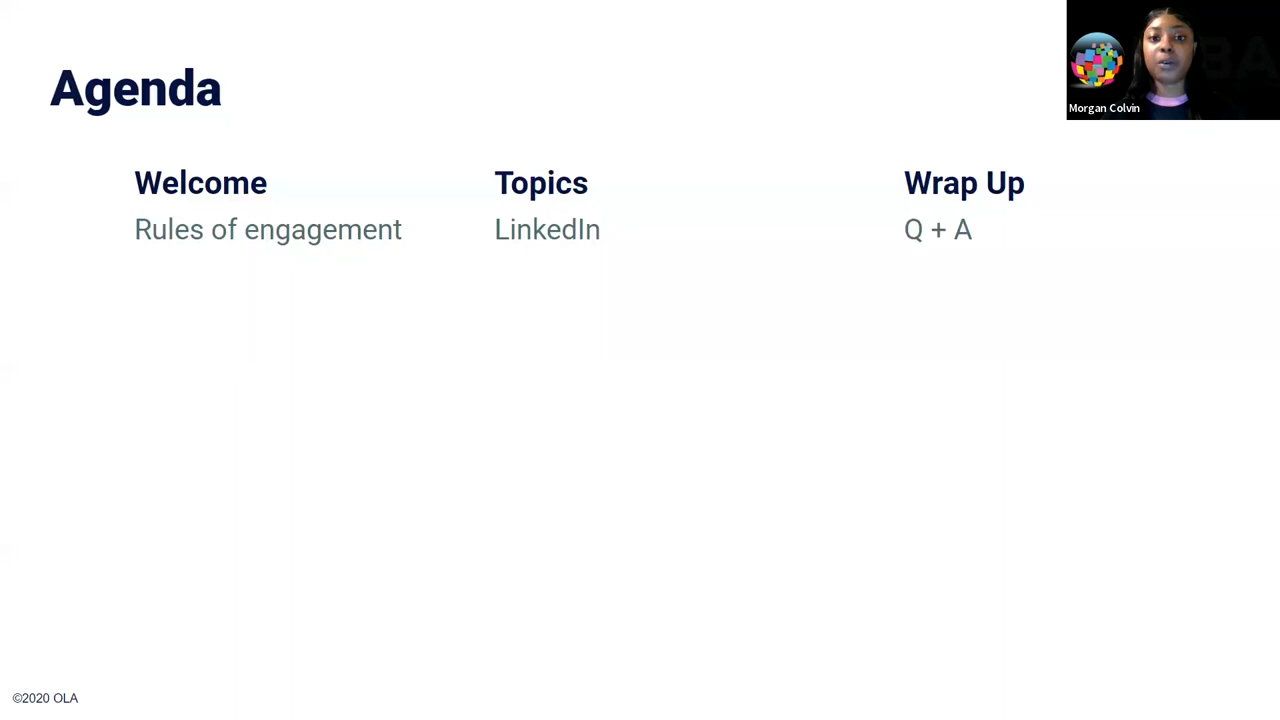 Agenda
Morgan Colvin
Welcome
Rules of engagement
Topics
LinkedIn
Wrap Up
Q + A
©2020 OLA